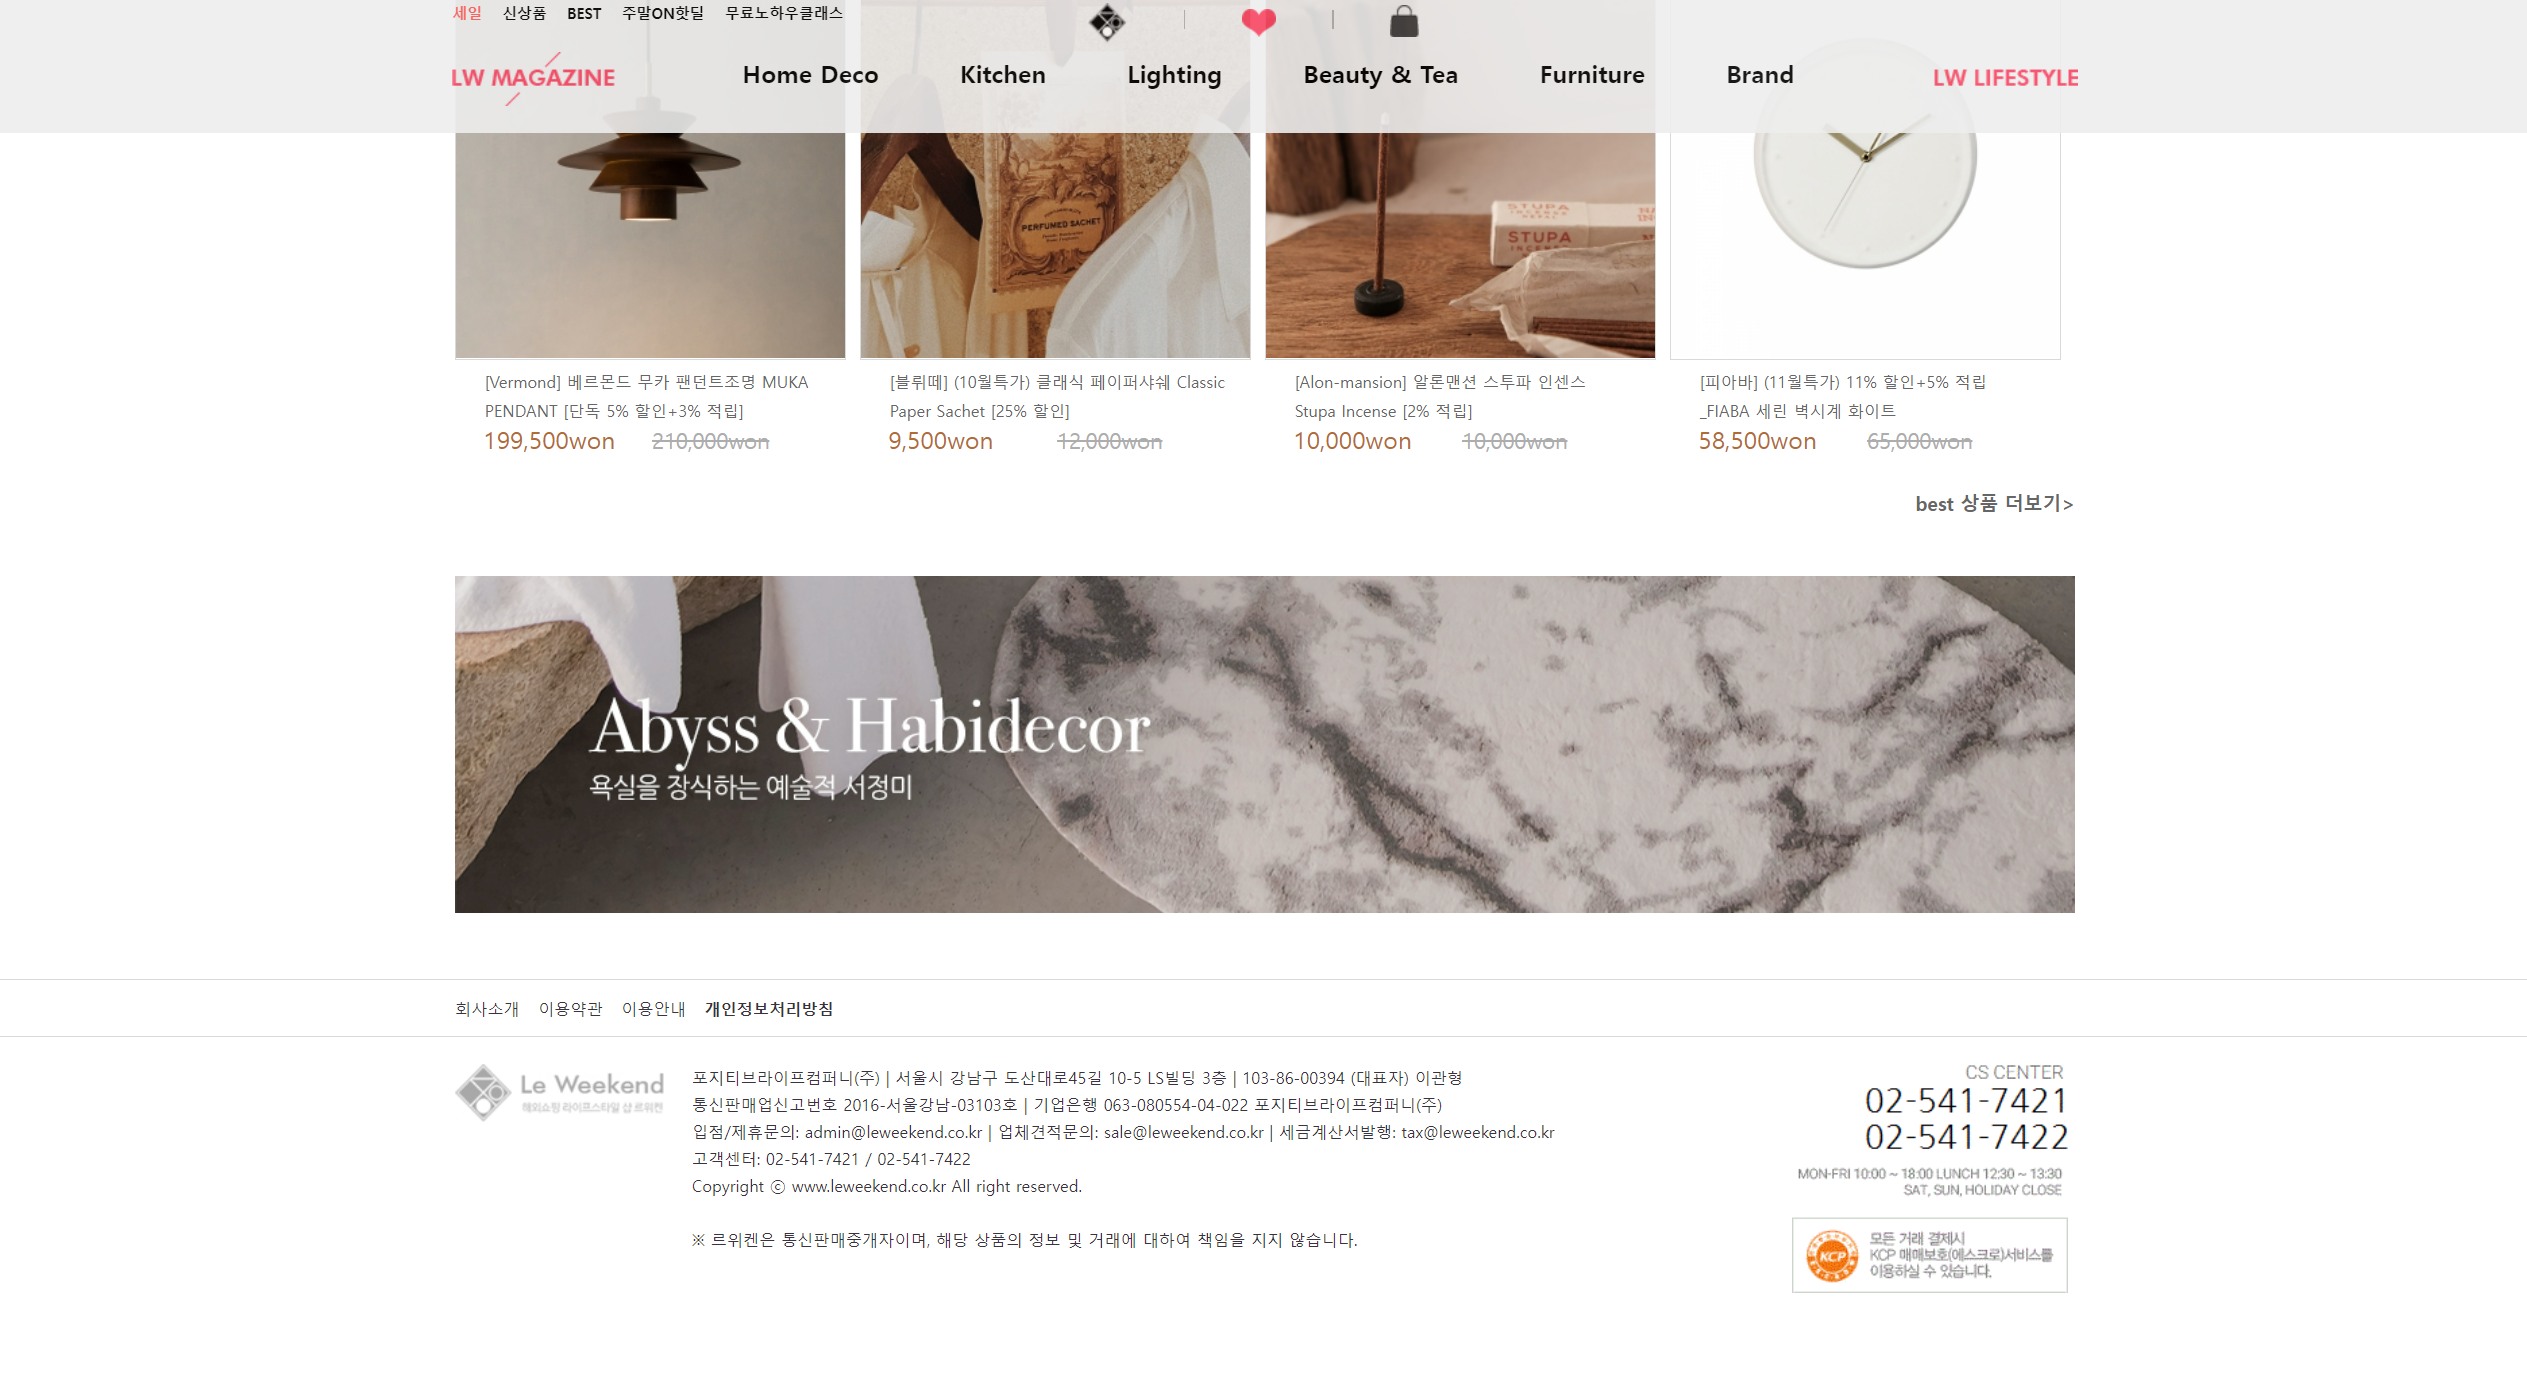 세일 신상품 BEST 주말ON핫딜 무료노하우클래스
LW MAGAZINE
Home Deco Kitchen Lighting Beauty & Tea Furniture Brand
LW LIFESTYLE
PERFUMED SACHET
STUPA
INCENSE
STUPA
INCENSE
[Vermond] 베르몬드 무카 팬던트조명 MUKA
PENDANT [단독 5% 할인+3% 적립]
199,500won 210,000won
[블뤼떼] (10월특가) 클래식 페이퍼샤쉐 Classic
Paper Sachet [25% 할인]
9,500won 12,000won
[Alon-mansion] 알론맨션 스투파 인센스
Stupa Incense [2% 적립]
10,000won 10,000won
[피아바] (11월특가) 11% 할인+5% 적립
_FIABA 세린 벽시계 화이트
58,500won 65,000won
best 상품 더보기>
Abyss & Habidecor
욕실을 장식하는 예술적 서정미
회사소개 이용약관 이용안내 개인정보처리방침
Le Weekend
해외쇼핑 라이프스타일 샵 르위켄
포지티브라이프컴퍼니(주) | 서울시 강남구 도산대로45길 10-5 LS빌딩 3층 | 103-86-00394 (대표자) 이관형
통신판매업신고번호 2016-서울강남-03103호 | 기업은행 063-080554-04-022 포지티브라이프컴퍼니(주)
입점/제휴문의: admin@leweekend.co.kr | 업체견적문의: sale@leweekend.co.kr | 세금계산서발행: tax@leweekend.co.kr
고객센터: 02-541-7421 / 02-541-7422
Copyright ⓒ www.leweekend.co.kr All right reserved.
※ 르위켄은 통신판매중개자이며, 해당 상품의 정보 및 거래에 대하여 책임을 지지 않습니다.
CS CENTER
02-541-7421
02-541-7422
MON-FRI 10:00 ~ 18:00 LUNCH 12:30 ~ 13:30
SAT, SUN, HOLIDAY CLOSE
KCP
모든 거래 결제시
KCP 매매보호(에스크로)서비스를
이용하실 수 있습니다.